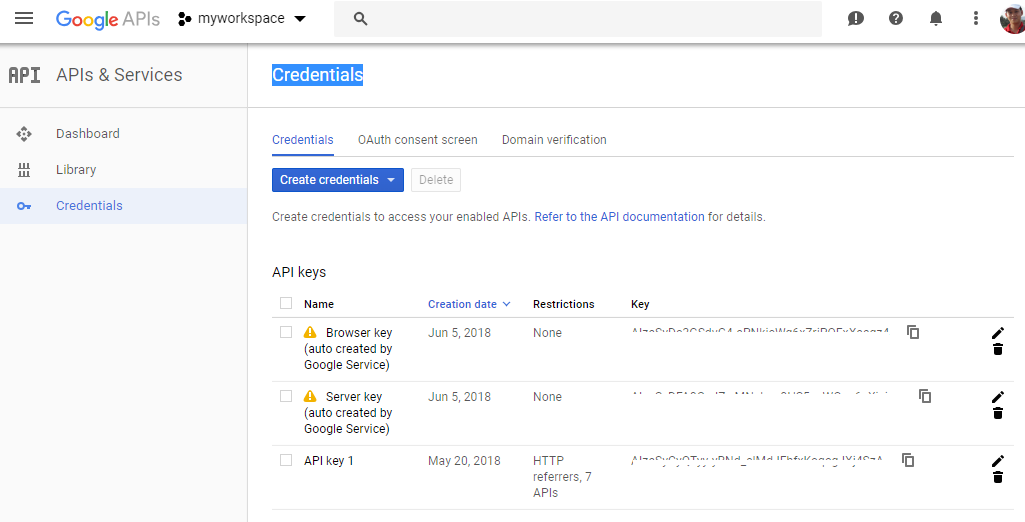 Google APIs myworkspace
API APIs & Services
Credentials
Dashboard
Library
Credentials
Credentials OAuth consent screen Domain verification
Create credentials Delete
Create credentials to access your enabled APIs. Refer to the API documentation for details.
API keys
Name Creation date Restrictions Key
Browser key Jun 5, 2018 None
(auto created by
Google Service)
Server key Jun 5, 2018 None
(auto created by
Google Service)
API key 1 May 20, 2018 HTTP
referrers, 7
APIs